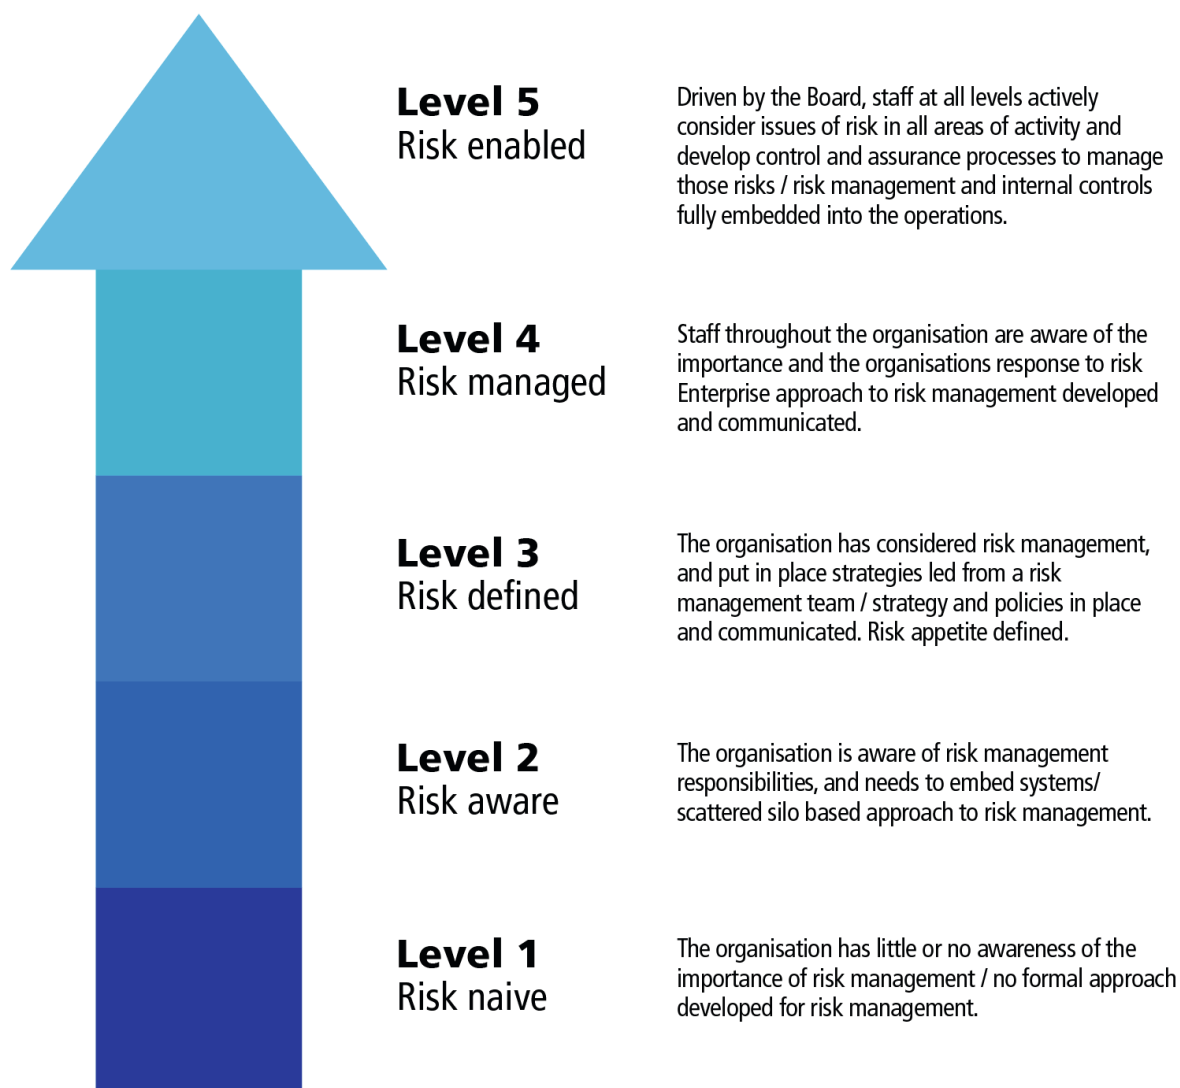 Level 5
Risk enabled
Driven by the Board, staff at all levels actively
consider issues of risk in all areas of activity and
develop control and assurance processes to manage
those risks / risk management and internal controls
fully embedded into the operations.
Level 4
Risk managed
Staff throughout the organisation are aware of the
importance and the organisations response to risk
Enterprise approach to risk management developed
and communicated.
Level 3
Risk defined
The organisation has considered risk management,
and put in place strategies led from a risk
management team / strategy and policies in place
and communicated. Risk appetite defined.
Level 2
Risk aware
The organisation is aware of risk management
responsibilities, and needs to embed systems/
scattered silo based approach to risk management.
Level 1
Risk naive
The organisation has little or no awareness of the
importance of risk management / no formal approach
developed for risk management.